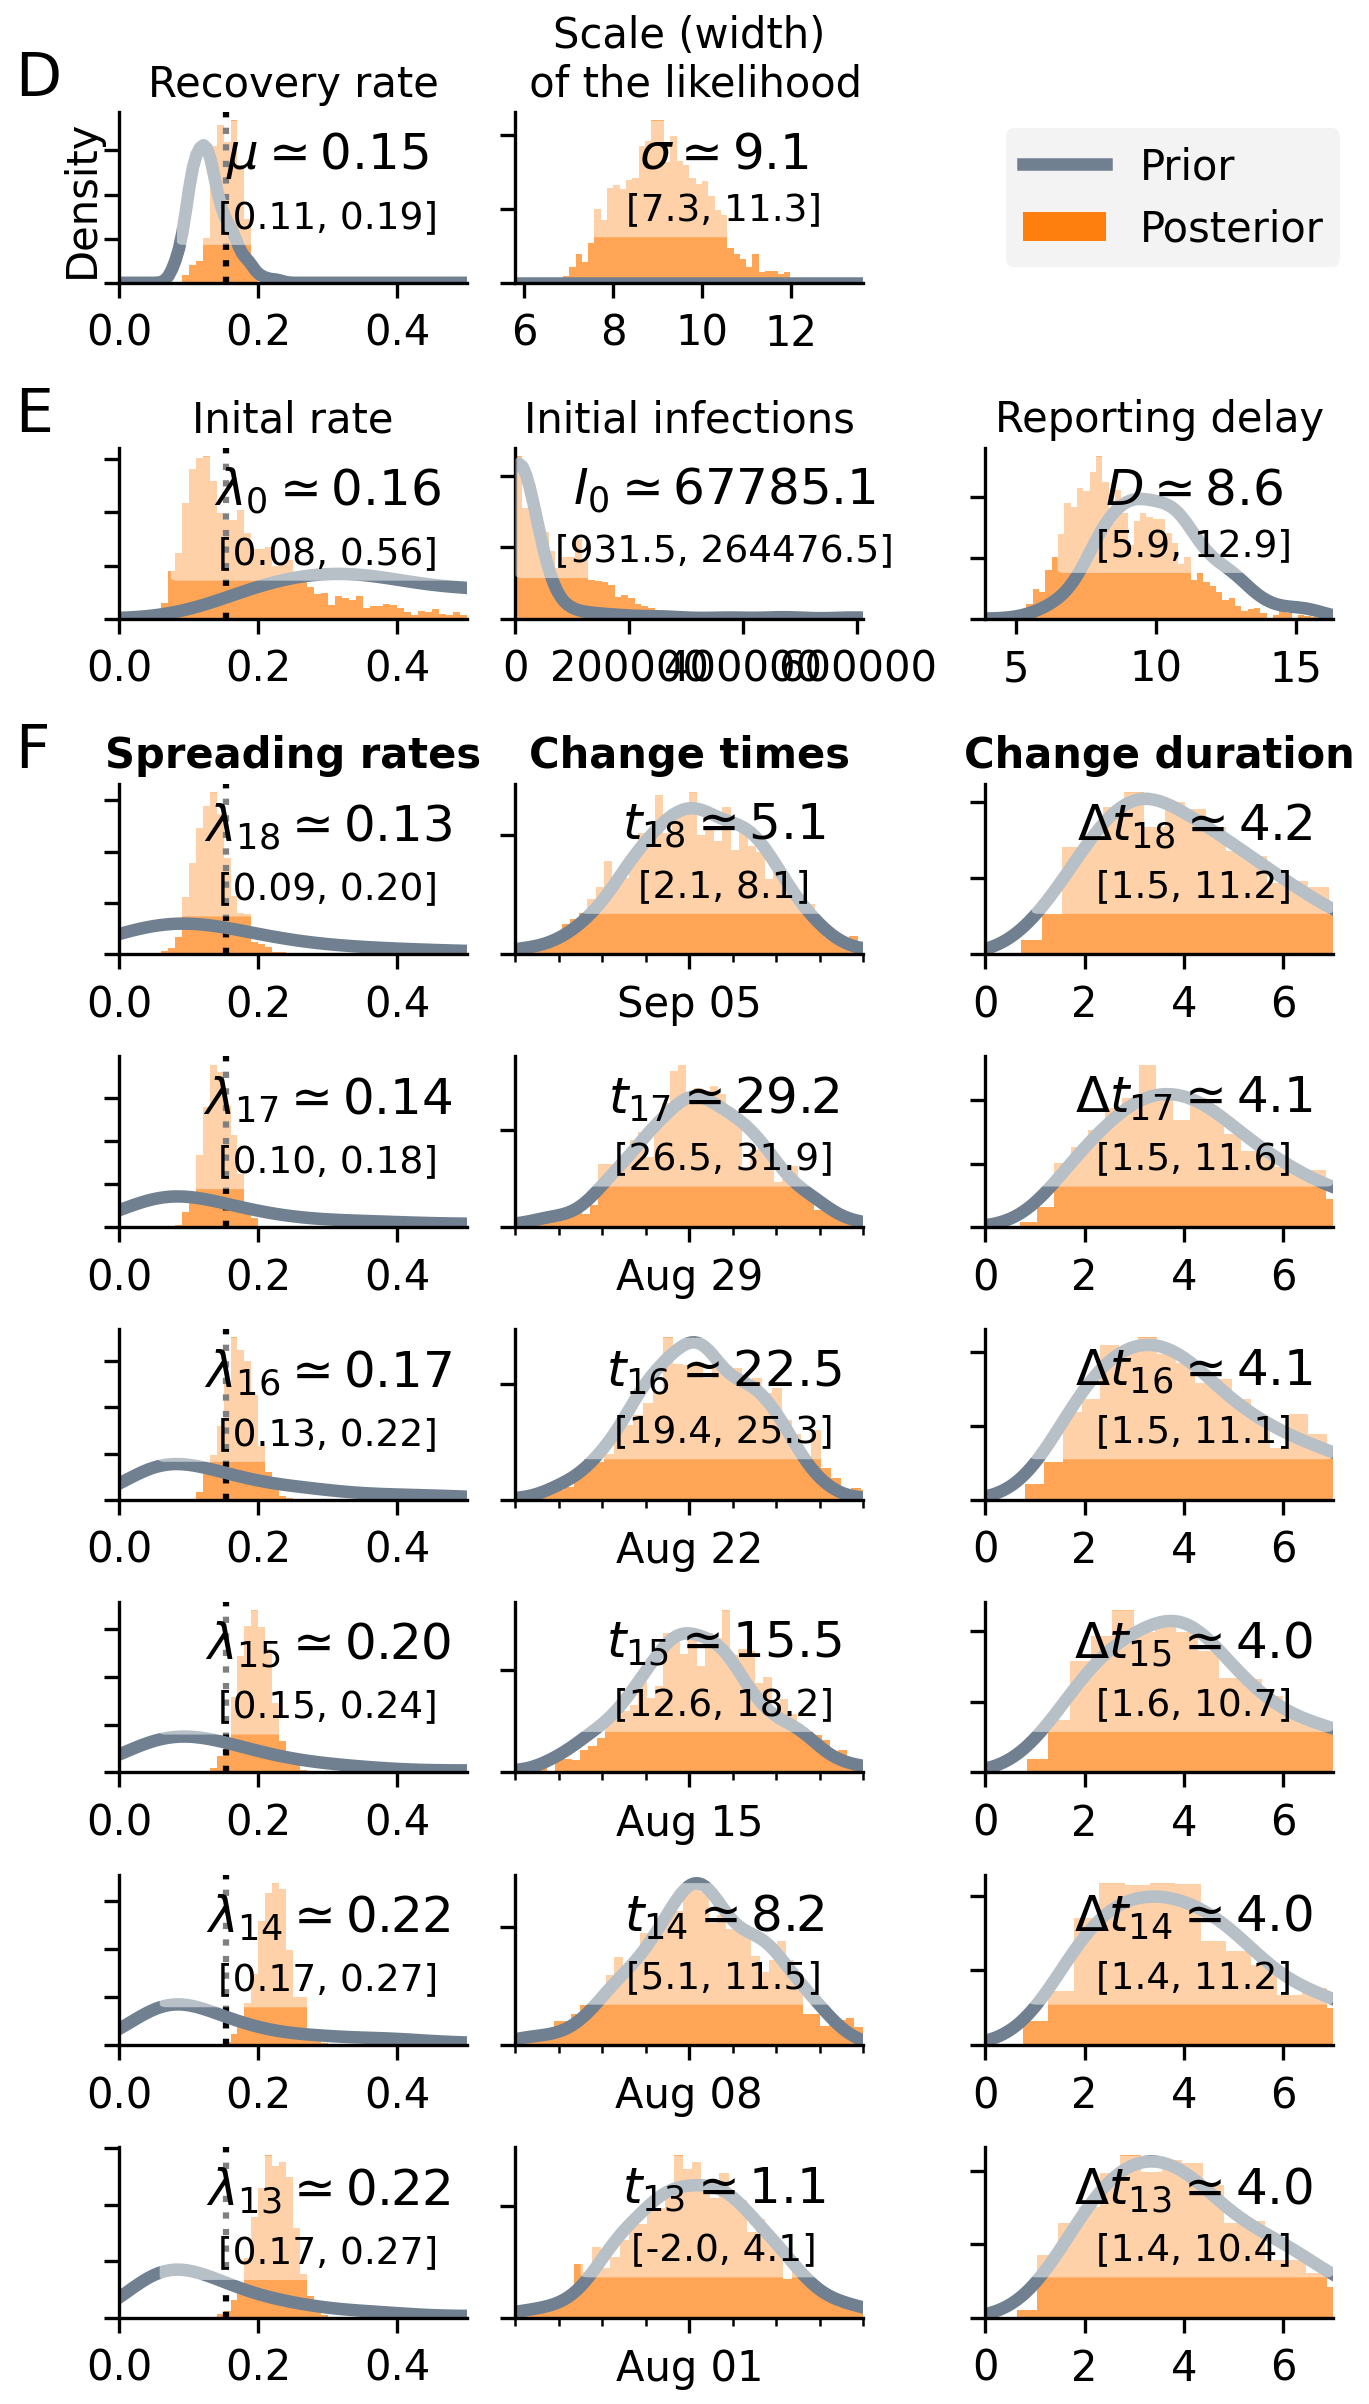 D
Recovery rate
Scale (width)
of the likelihood
Density
μ ≃ 0.15
[0.11, 0.19]
0.0 0.2 0.4
σ ≃ 9.1
[7.3, 11.3]
6 8 10 12
Prior
Posterior
E
Inital rate
λ0 ≃ 0.16
[0.08, 0.56]
0.0 0.2 0.4
Initial infections
I0 ≃ 67785.1
[931.5, 264476.5]
0 200000 400000 600000
Reporting delay
D ≃ 8.6
[5.9, 12.9]
5 10 15
F
Spreading rates Change times Change duration
λ18 ≃ 0.13
[0.09, 0.20]
0.0 0.2 0.4
t18 ≃ 5.1
[2.1, 8.1]
Sep 05
Δt18 ≃ 4.2
[1.5, 11.2]
0 2 4 6
λ17 ≃ 0.14
[0.10, 0.18]
0.0 0.2 0.4
t17 ≃ 29.2
[26.5, 31.9]
Aug 29
Δt17 ≃ 4.1
[1.5, 11.6]
0 2 4 6
λ16 ≃ 0.17
[0.13, 0.22]
0.0 0.2 0.4
t16 ≃ 22.5
[19.4, 25.3]
Aug 22
Δt16 ≃ 4.1
[1.5, 11.1]
0 2 4 6
λ15 ≃ 0.20
[0.15, 0.24]
0.0 0.2 0.4
t15 ≃ 15.5
[12.6, 18.2]
Aug 15
Δt15 ≃ 4.0
[1.6, 10.7]
0 2 4 6
λ14 ≃ 0.22
[0.17, 0.27]
0.0 0.2 0.4
t14 ≃ 8.2
[5.1, 11.5]
Aug 08
Δt14 ≃ 4.0
[1.4, 11.2]
0 2 4 6
λ13 ≃ 0.22
[0.17, 0.27]
0.0 0.2 0.4
t13 ≃ 1.1
[-2.0, 4.1]
Aug 01
Δt13 ≃ 4.0
[1.4, 10.4]
0 2 4 6